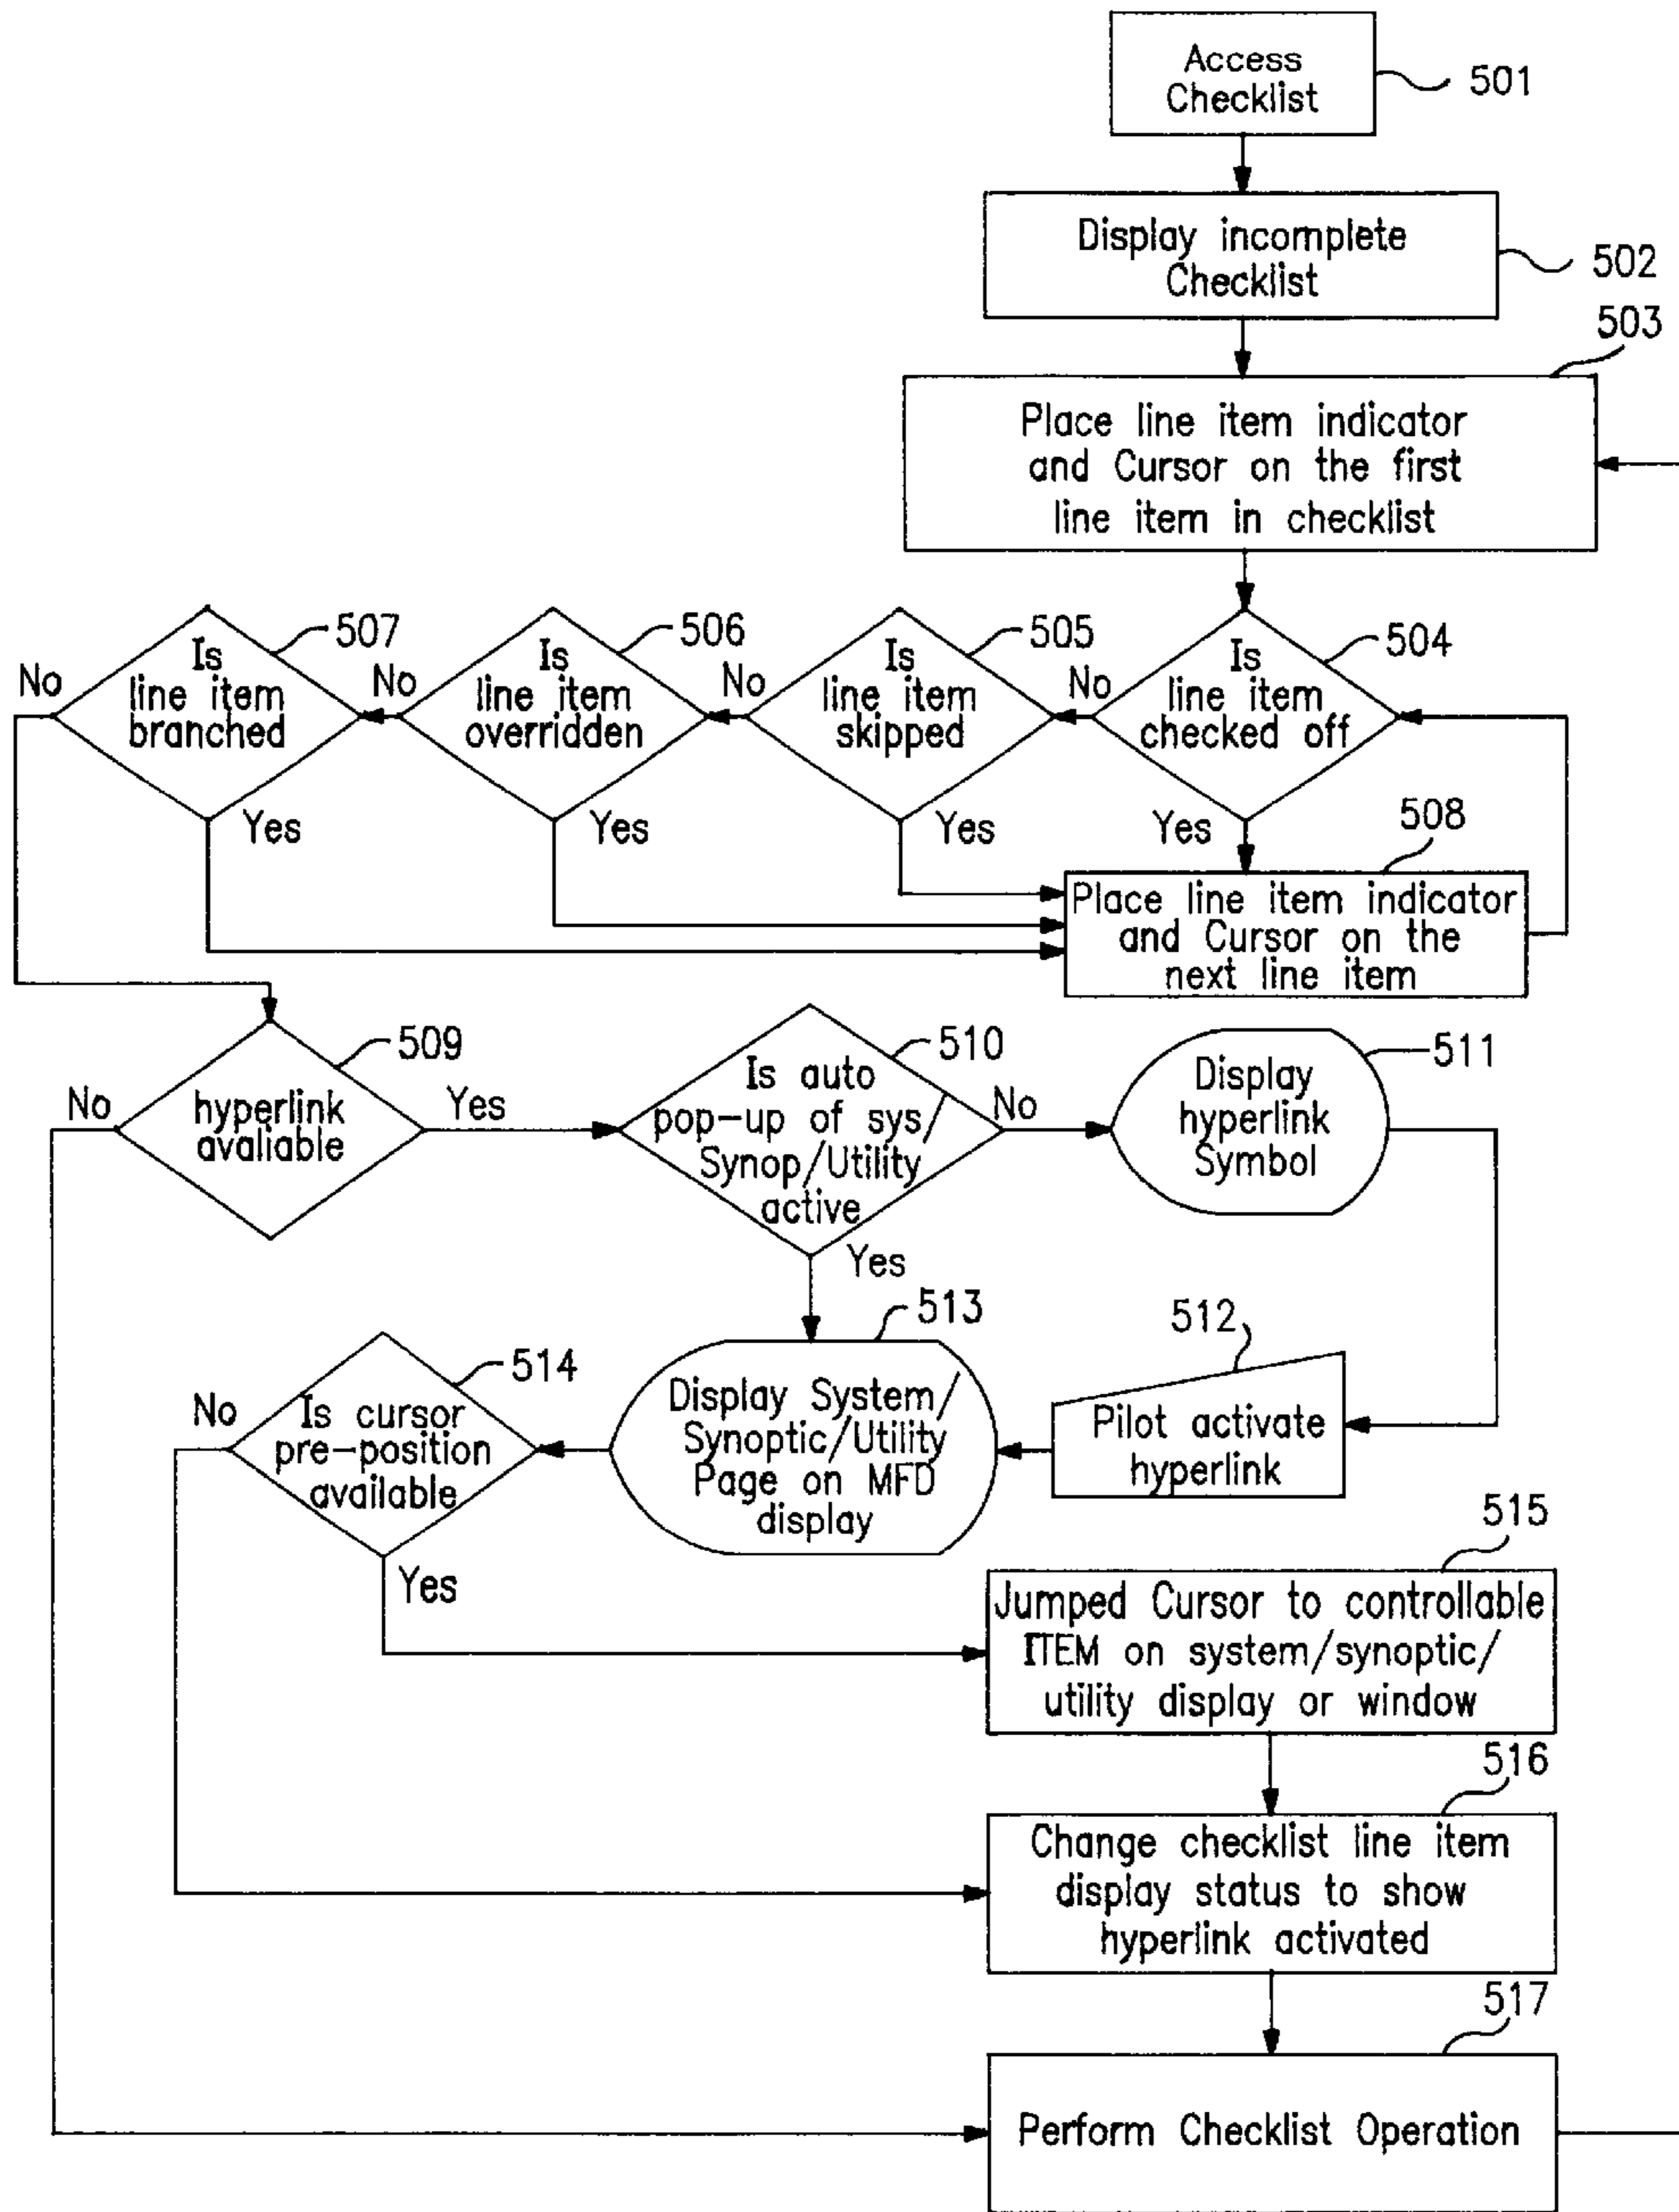 Access
Checklist
501
Display incomplete
Checklist
502
503
Place line item indicator
and Cursor on the first
line item in checklist
507
Is
line item
branched
No
Yes
506
Is
line item
overridden
No
Yes
505
Is
line item
skipped
No
Yes
504
Is
line item
checked off
No
Yes
508
Place line item indicator
and Cursor on the
next line item
509
hyperlink
avaliable
No
Yes
510
Is auto
pop-up of sys/
Synop/Utility
active
No
Yes
511
Display
hyperlink
Symbol
512
Pilot activate
hyperlink
513
Display System/
Synoptic/Utility/
Page on MFD
display
514
Is cursor
pre-position
available
No
Yes
515
Jumped Cursor to controllable
ITEM on system/synoptic/
utility display or window
516
Change checklist line item
display status to show
hyperlink activated
517
Perform Checklist Operation